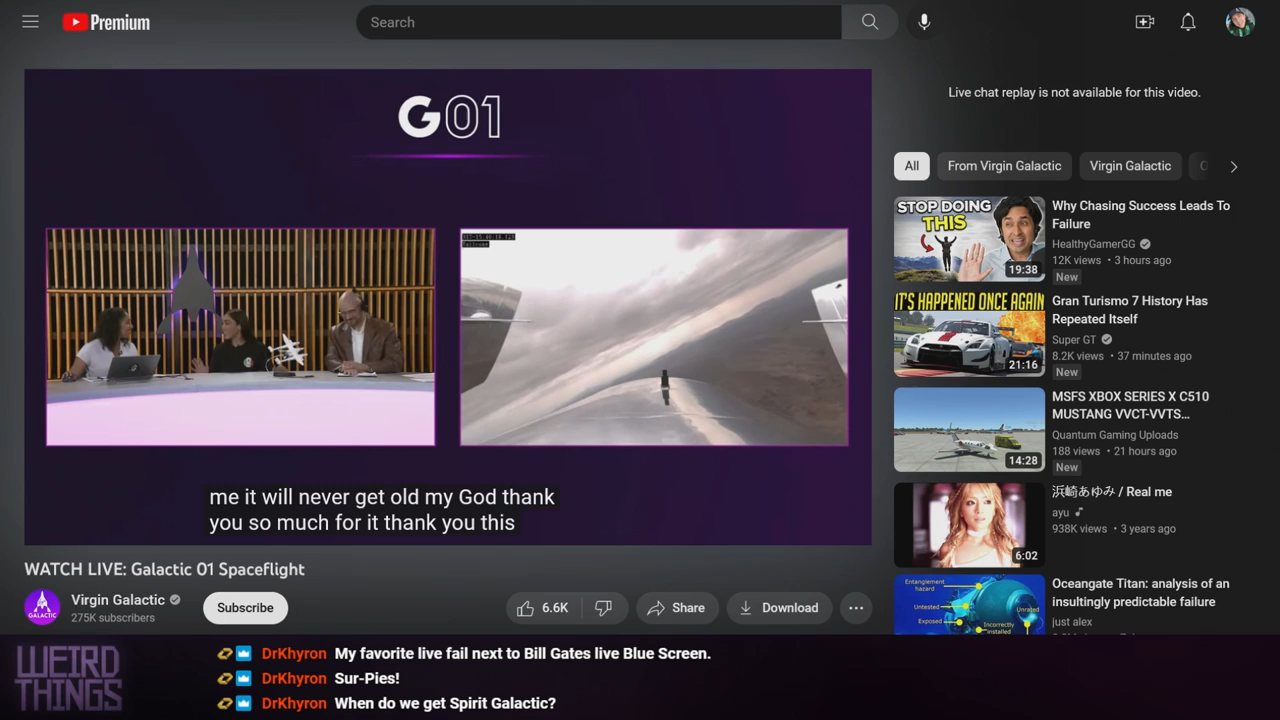 Premium
Search
G01
me it will never get old my God thank
you so much for it thank you this
WATCH LIVE: Galactic 01 Spaceflight
Virgin Galactic
275K subscribers
Subscribe
6.6K
Share
Download
GALACTIC
Live chat replay is not available for this video.
All
From Virgin Galactic
Virgin Galactic
STOP DOING
THIS
19:38
Why Chasing Success Leads To
Failure
HealthyGamerGG
12K views • 3 hours ago
New
IT'S HAPPENED ONCE AGAIN
21:16
Gran Turismo 7 History Has
Repeated Itself
Super GT
8.2K views • 37 minutes ago
New
14:28
MSFS XBOX SERIES X C510
MUSTANG VVCT-VVTS...
Quantum Gaming Uploads
188 views • 21 hours ago
New
6:02
浜崎あゆみ / Real me
ayu
938K views • 3 years ago
Entanglement
hazard
Untested
Exposed
Unrated
Incorrectly
installed
Oceangate Titan: analysis of an
insultingly predictable failure
just alex
WEIRD
THINGS
DrKhyron My favorite live fail next to Bill Gates live Blue Screen.
DrKhyron Sur-Pies!
DrKhyron When do we get Spirit Galactic?